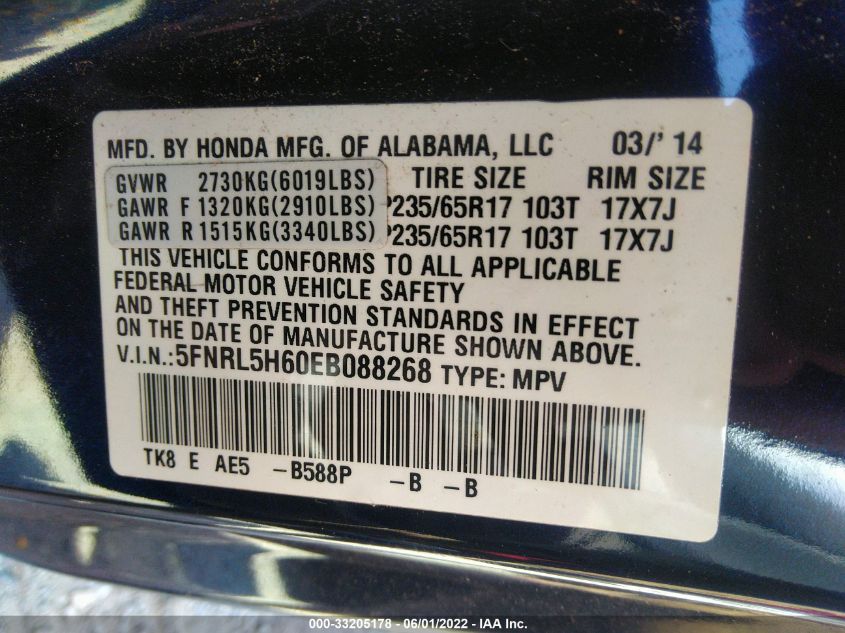 MFD. BY HONDA MFG. OF ALABAMA, LLC 03/' 14
GVWR 2730KG(6019LBS) TIRE SIZE RIM SIZE
GAWR F 1320KG(2910LBS) P235/65R17 103T 17X7J
GAWR R 1515KG(3340LBS) P235/65R17 103T 17X7J
THIS VEHICLE CONFORMS TO ALL APPLICABLE
FEDERAL MOTOR VEHICLE SAFETY
AND THEFT PREVENTION STANDARDS IN EFFECT
ON THE DATE OF MANUFACTURE SHOWN ABOVE.
V.I.N.:5FNRL5H60EB088268 TYPE: MPV
TK8 E AE5 -B588P -B -B
000-33205178 - 06/01/2022 - IAA Inc.